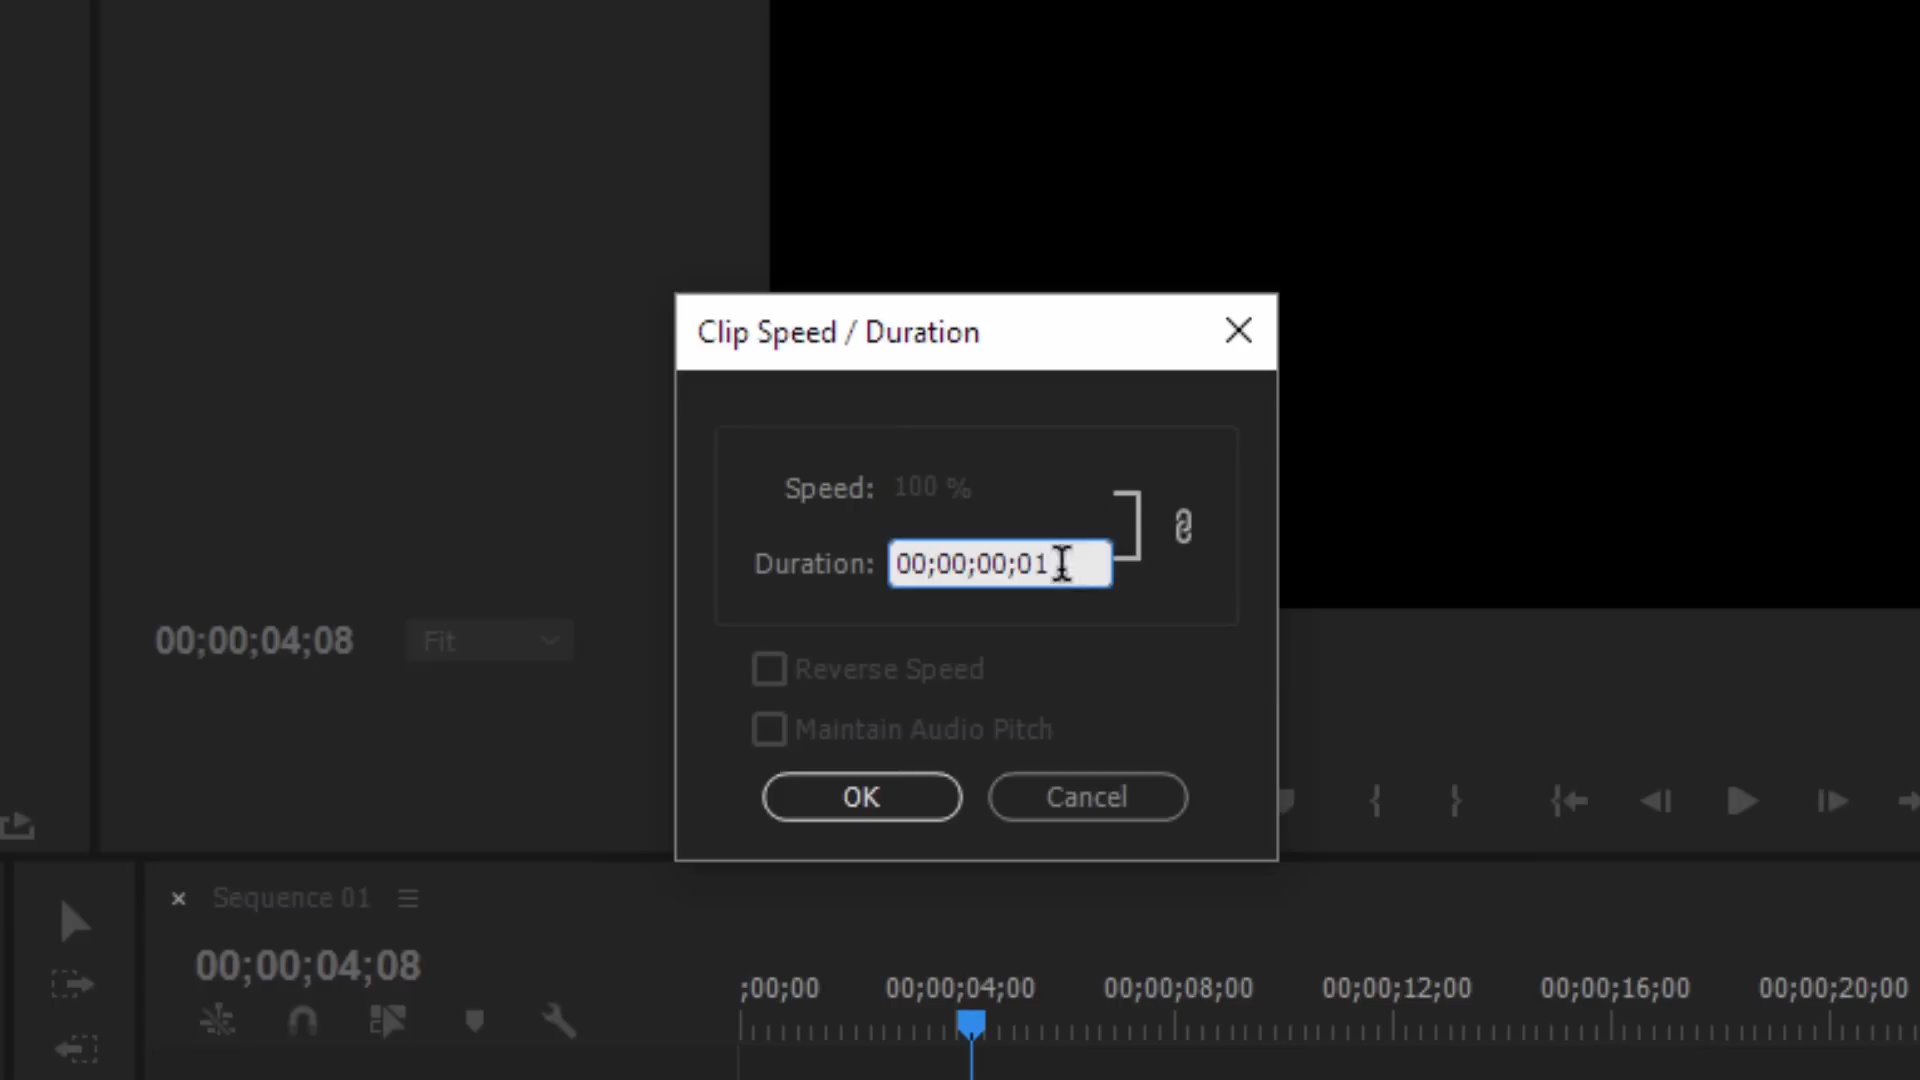 Clip Speed / Duration
Speed: 100 %
Duration: 00;00;00;01
00;00;04;08 Fit
Reverse Speed
Maintain Audio Pitch
OK Cancel
Sequence 01
00;00;04;08
;00;00 00;00;04;00 00;00;08;00 00;00;12;00 00;00;16;00 00;00;20;00